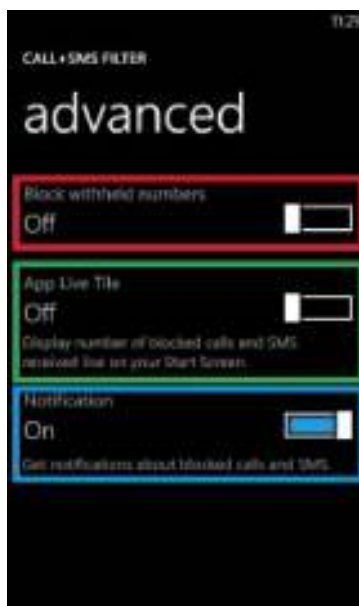 11:29
CALL+SMS FILTER
advanced
Block withheld numbers
Off
App Live Tile
Off
Display number of blocked calls and SMS
received live on your Start Screen.
Notification
On
Get notifications about blocked calls and SMS.